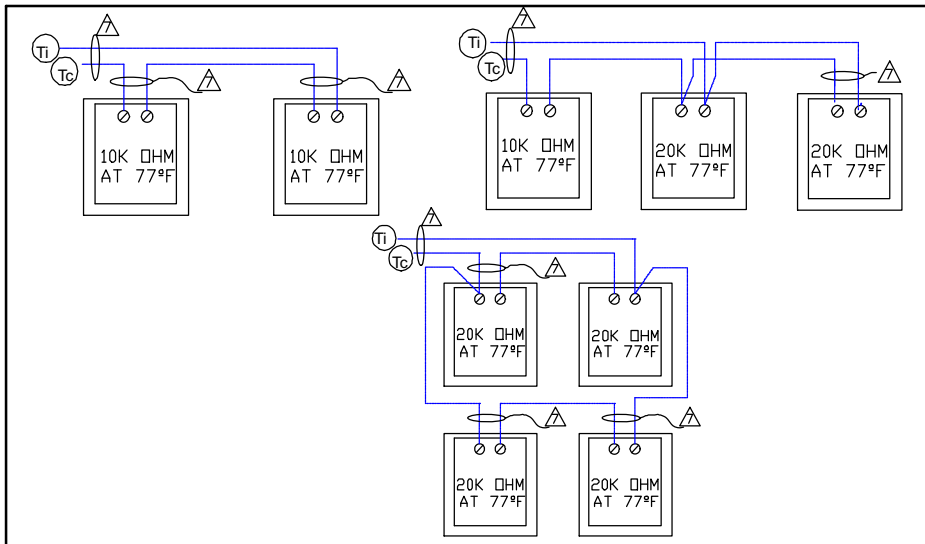 7
Ti
Tc
7
7
10K OHM
AT 77ºF
10K OHM
AT 77ºF
7
Ti
Tc
7
10K OHM
AT 77ºF
20K OHM
AT 77ºF
20K OHM
AT 77ºF
7
Ti
Tc
7
20K OHM
AT 77ºF
20K OHM
AT 77ºF
7
7
20K OHM
AT 77ºF
20K OHM
AT 77ºF